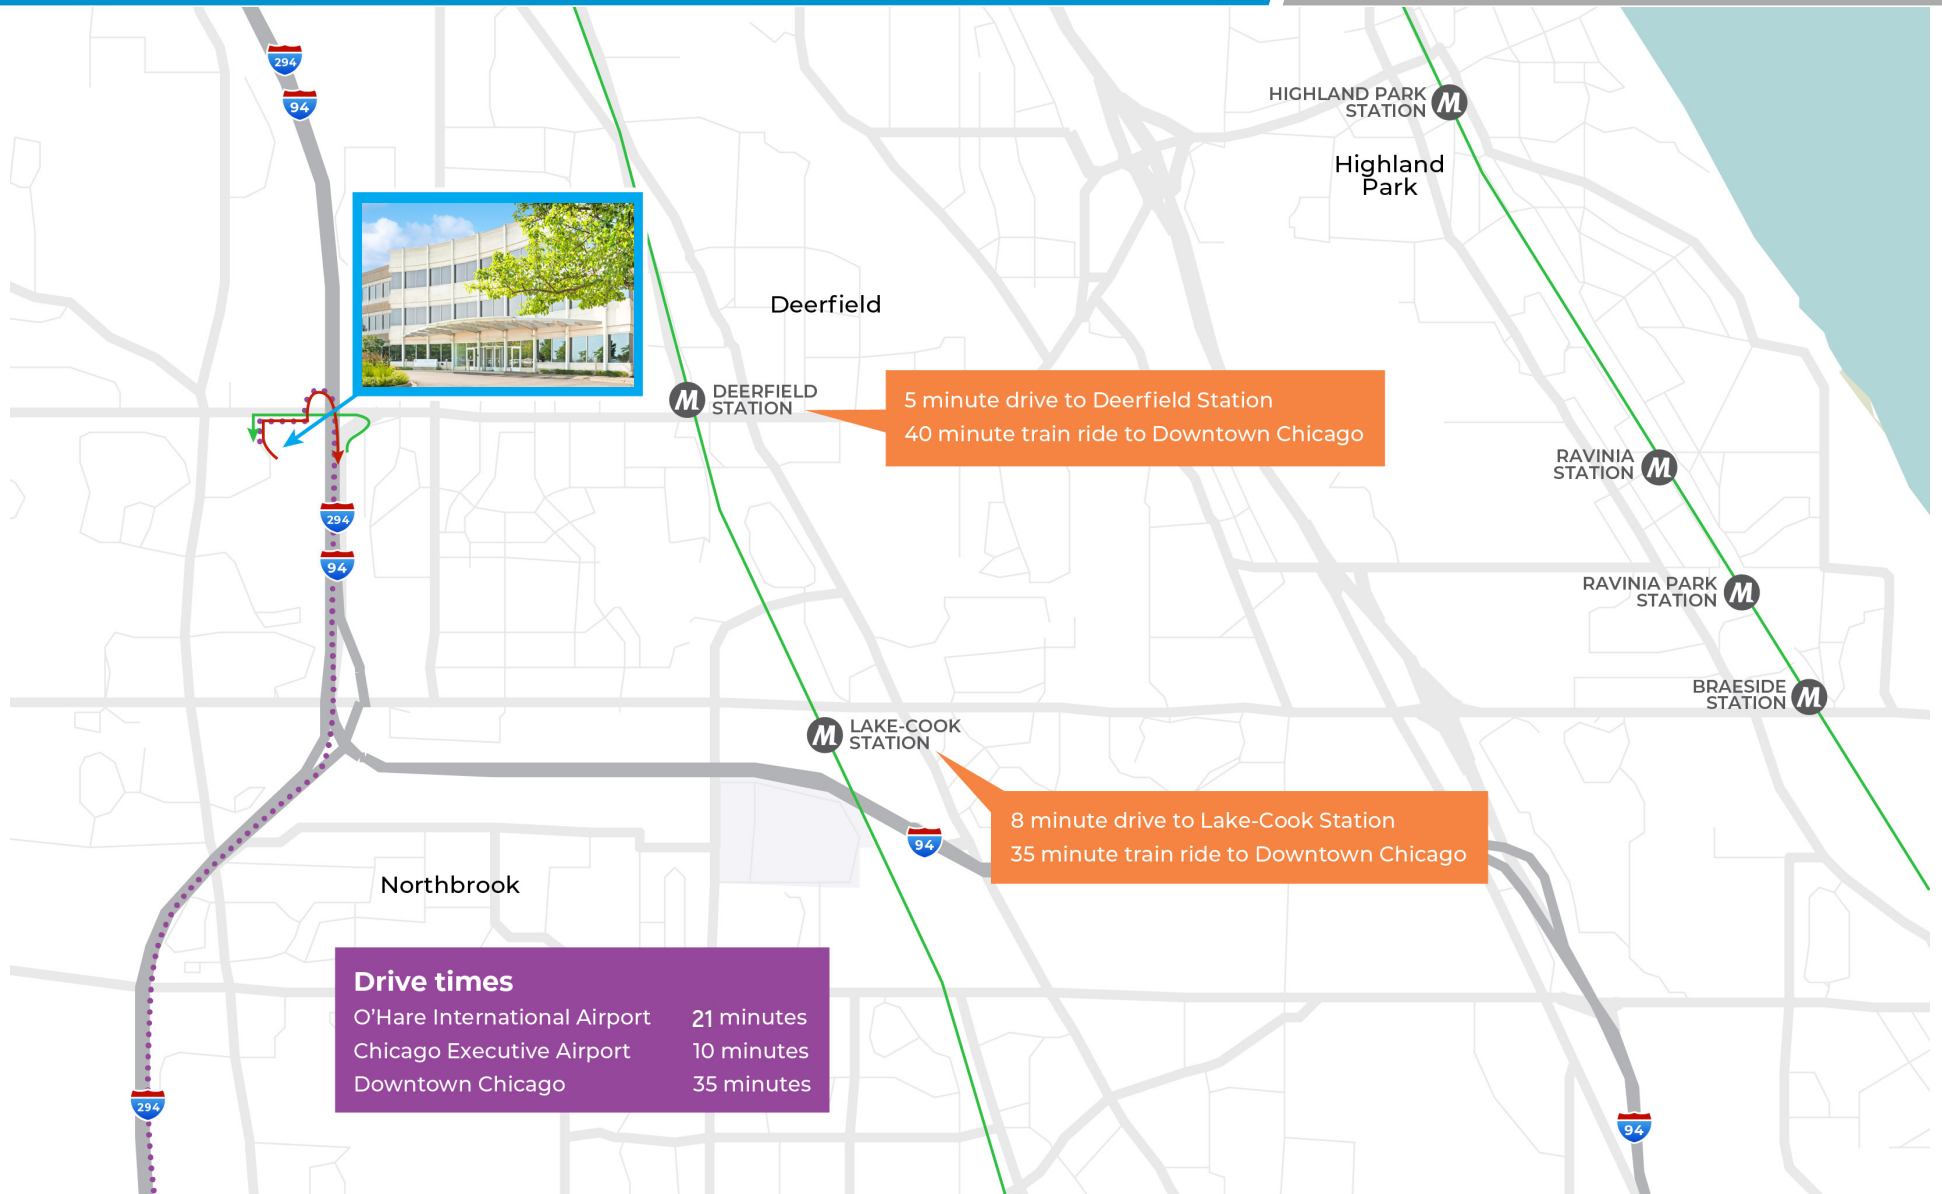 294
94
HIGHLAND PARK
STATION
M
Highland
Park
Deerfield
M
DEERFIELD
STATION
5 minute drive to Deerfield Station
40 minute train ride to Downtown Chicago
RAVINIA
STATION
M
294
94
RAVINIA PARK
STATION
M
BRAESIDE
STATION
M
M
LAKE-COOK
STATION
8 minute drive to Lake-Cook Station
35 minute train ride to Downtown Chicago
94
Northbrook
Drive times
O'Hare International Airport 21 minutes
Chicago Executive Airport 10 minutes
Downtown Chicago 35 minutes
294
94